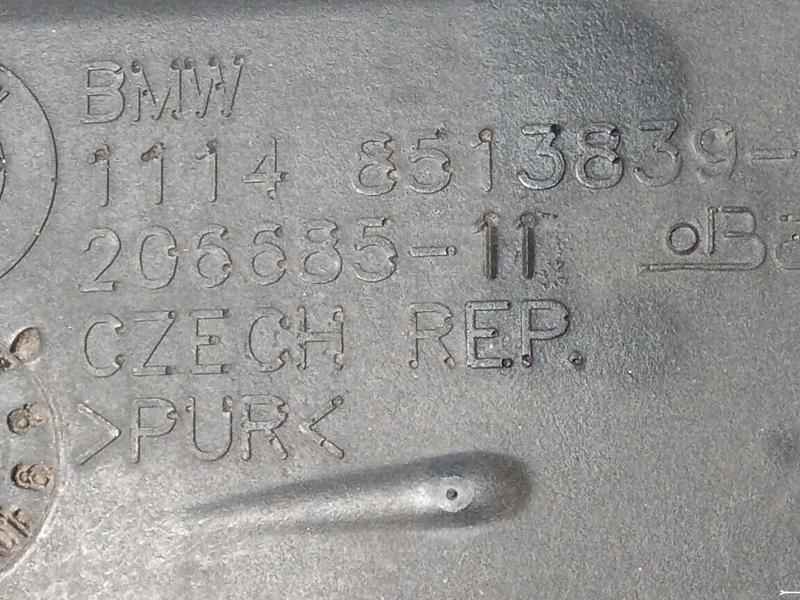 BMW
1114 8513839-
206685-11
CZECH REP.
>PUR<